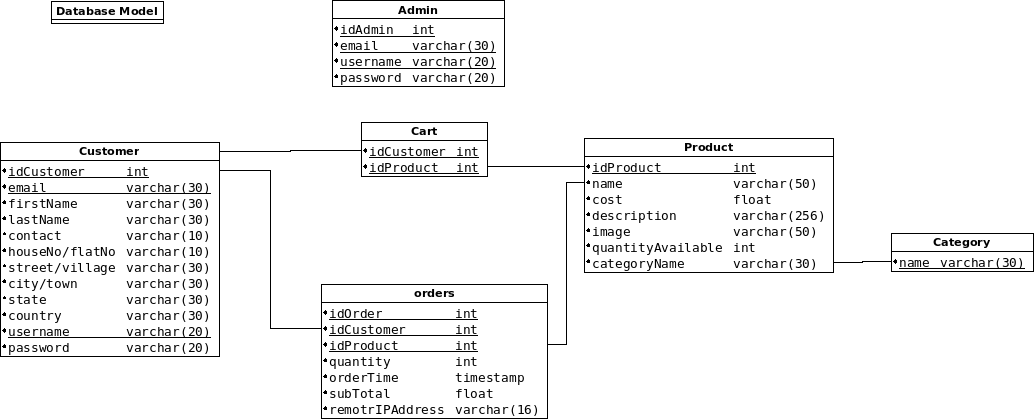 Database Model
Admin
idAdmin int
email varchar(30)
username varchar(20)
password varchar(20)
Cart
idCustomer int
idProduct int
Customer
idCustomer int
email varchar(30)
firstName varchar(30)
lastName varchar(30)
contact varchar(10)
houseNo/flatNo varchar(10)
street/village varchar(30)
city/town varchar(30)
state varchar(30)
country varchar(30)
username varchar(20)
password varchar(20)
Product
idProduct int
name varchar(50)
cost float
description varchar(256)
image varchar(50)
quantityAvailable int
categoryName varchar(30)
Category
name varchar(30)
orders
idOrder int
idCustomer int
idProduct int
quantity int
orderTime timestamp
subTotal float
remotrIPAddress varchar(16)